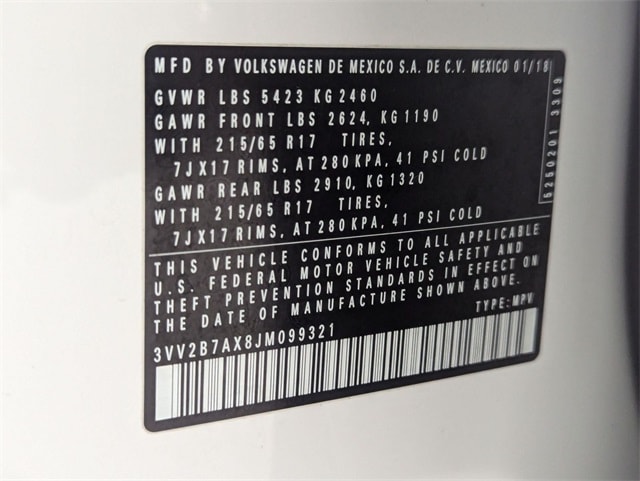 MFD BY VOLKSWAGEN DE MEXICO S.A. DE C.V. MEXICO 01/18
GVWR LBS 5423 KG 2460
GAWR FRONT LBS 2624, KG 1190
WITH 215/65 R17 TIRES,
7JX17 RIMS, AT 280 KPA, 41 PSI COLD
GAWR REAR LBS 2910, KG 1320
WITH 215/65 R17 TIRES,
7JX17 RIMS, AT 280KPA, 41 PSI COLD
5250201 3309
THIS VEHICLE CONFORMS TO ALL APPLICABLE
U.S. FEDERAL MOTOR VEHICLE SAFETY AND
THEFT PREVENTION STANDARDS IN EFFECT ON
THE DATE OF MANUFACTURE SHOWN ABOVE.
TYPE: MPV
3VV2B7AX8JM099321